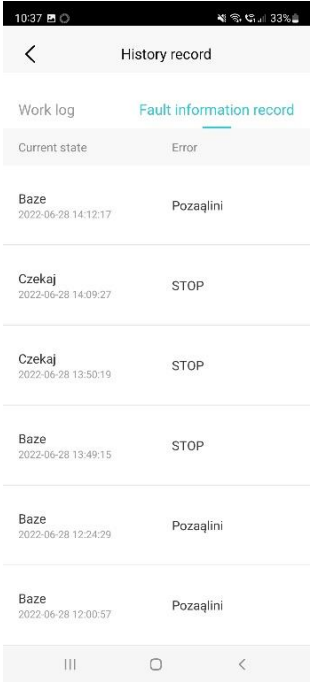 10:37 33%
History record
Work log Fault information record
Current state Error
Baze Pozaąlini
2022-06-28 14:12:17
Czekaj STOP
2022-06-28 14:09:27
Czekaj STOP
2022-06-28 13:50:19
Baze STOP
2022-06-28 13:49:15
Baze Pozaąlini
2022-06-28 12:24:29
Baze Pozaąlini
2022-06-28 12:00:57